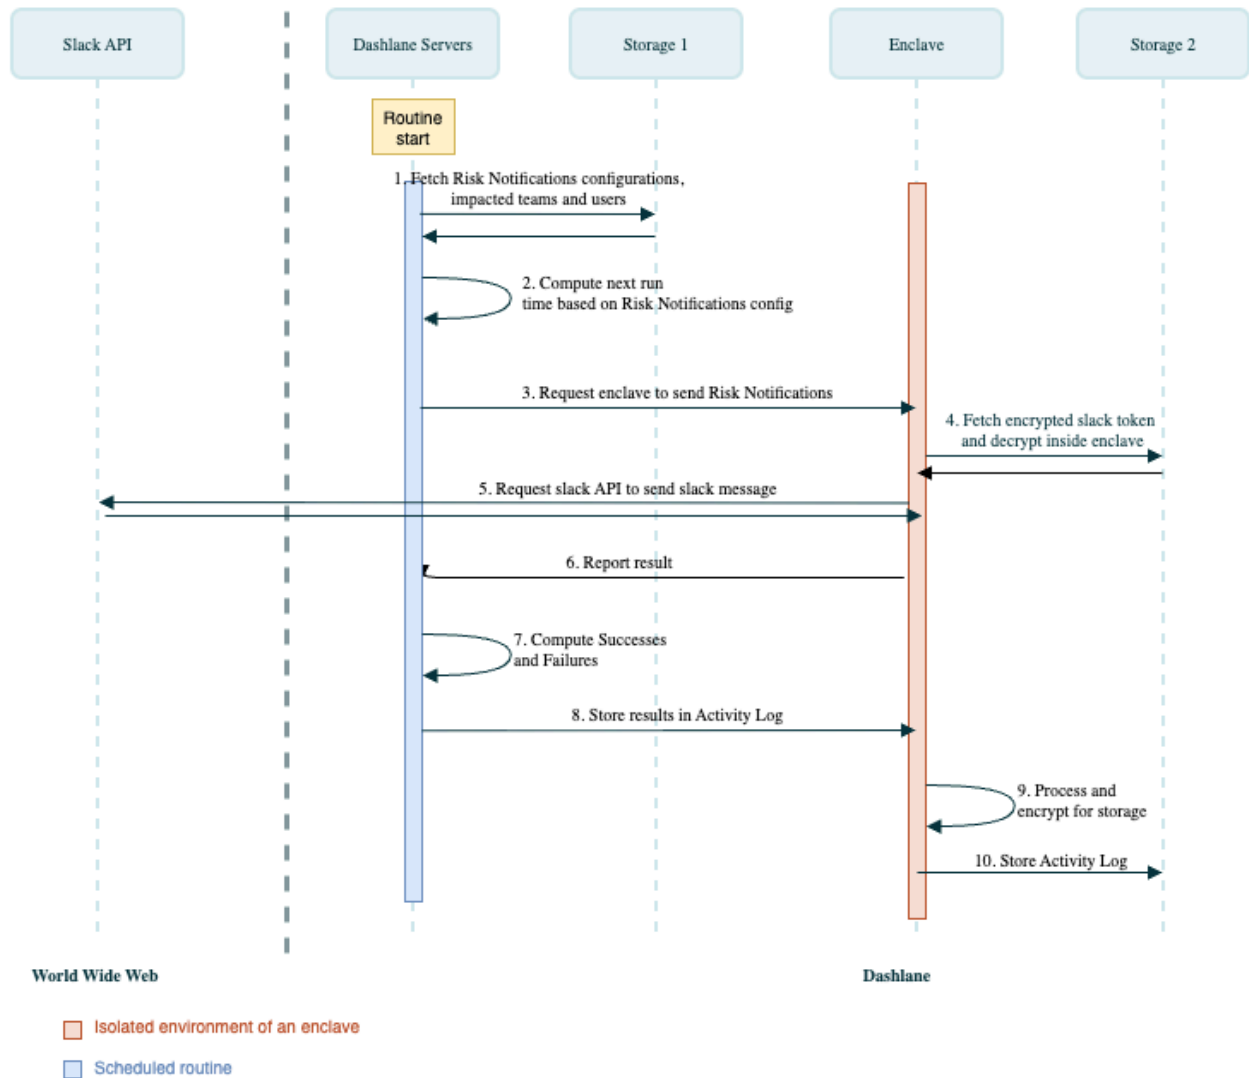 Slack API
Dashlane Servers
Storage 1
Enclave
Storage 2
Routine
start
1. Fetch Risk Notifications configurations,
impacted teams and users
2. Compute next run
time based on Risk Notifications config
3. Request enclave to send Risk Notifications
4. Fetch encrypted slack token
and decrypt inside enclave
5. Request slack API to send slack message
6. Report result
7. Compute Successes
and Failures
8. Store results in Activity Log
9. Process and
encrypt for storage
10. Store Activity Log
World Wide Web
Dashlane
Isolated environment of an enclave
Scheduled routine